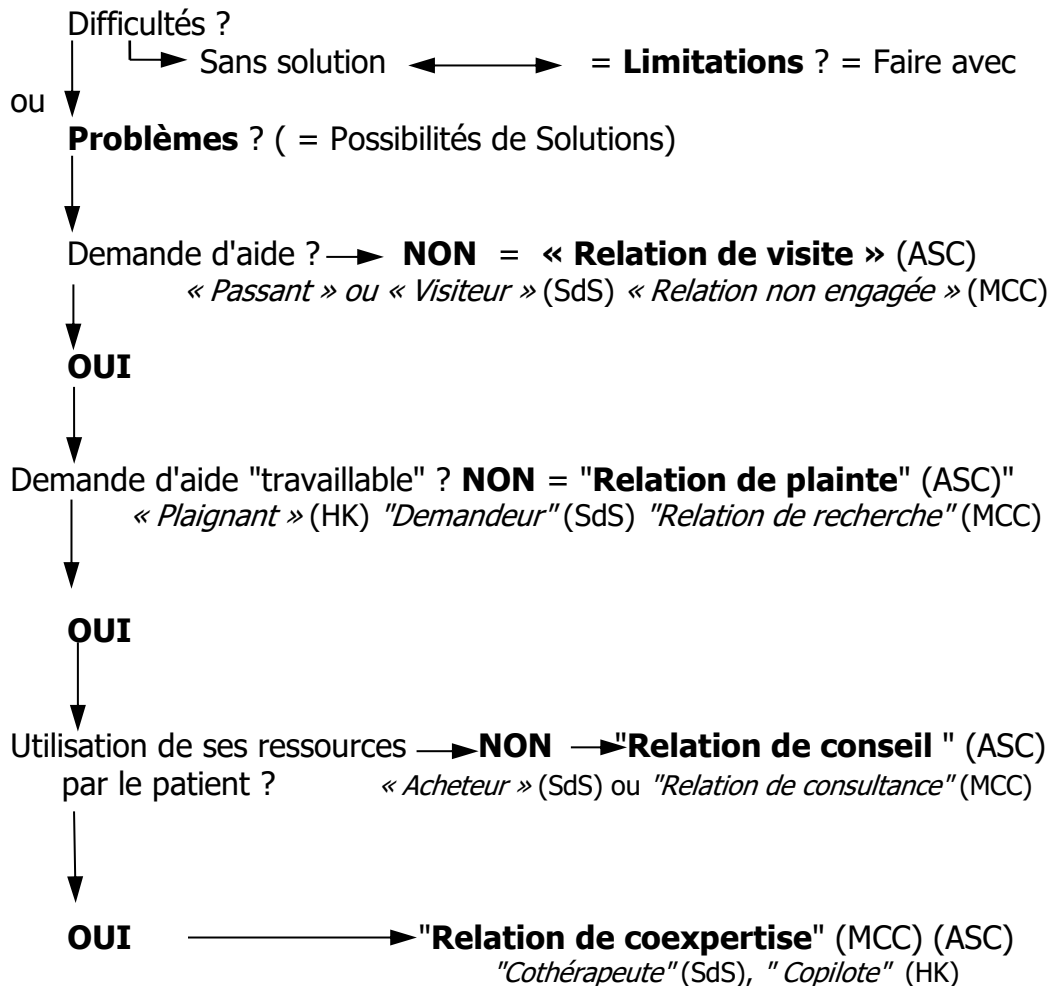 Difficultés ?
Sans solution = Limitations ? = Faire avec
ou
Problèmes ? ( = Possibilités de Solutions)
Demande d'aide ? NON = « Relation de visite » (ASC)
« Passant » ou « Visiteur » (SdS) « Relation non engagée » (MCC)
OUI
Demande d'aide "travaillable" ? NON = "Relation de plainte" (ASC)"
« Plaignant » (HK) "Demandeur" (SdS) "Relation de recherche" (MCC)
OUI
Utilisation de ses ressources NON "Relation de conseil " (ASC)
par le patient ? « Acheteur » (SdS) ou "Relation de consultance" (MCC)
OUI "Relation de coexpertise" (MCC) (ASC)
"Cothérapeute" (SdS), " Copilote" (HK)